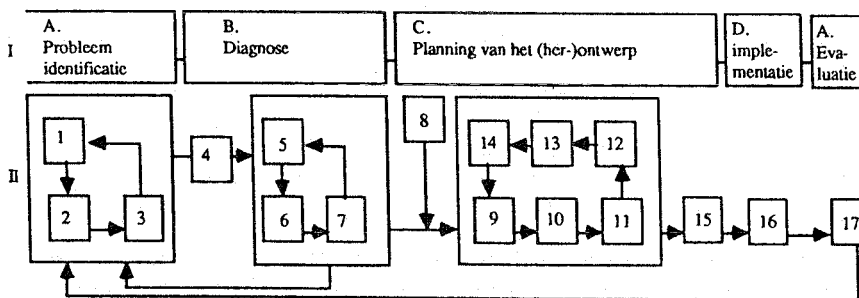 I
A.
Probleem
identificatie
B.
Diagnose
C.
Planning van het (her-)ontwerp
D.
imple-
mentatie
A.
Eva-
luatie
II
1
2
3
4
5
6
7
8
14
13
12
9
10
11
15
16
17